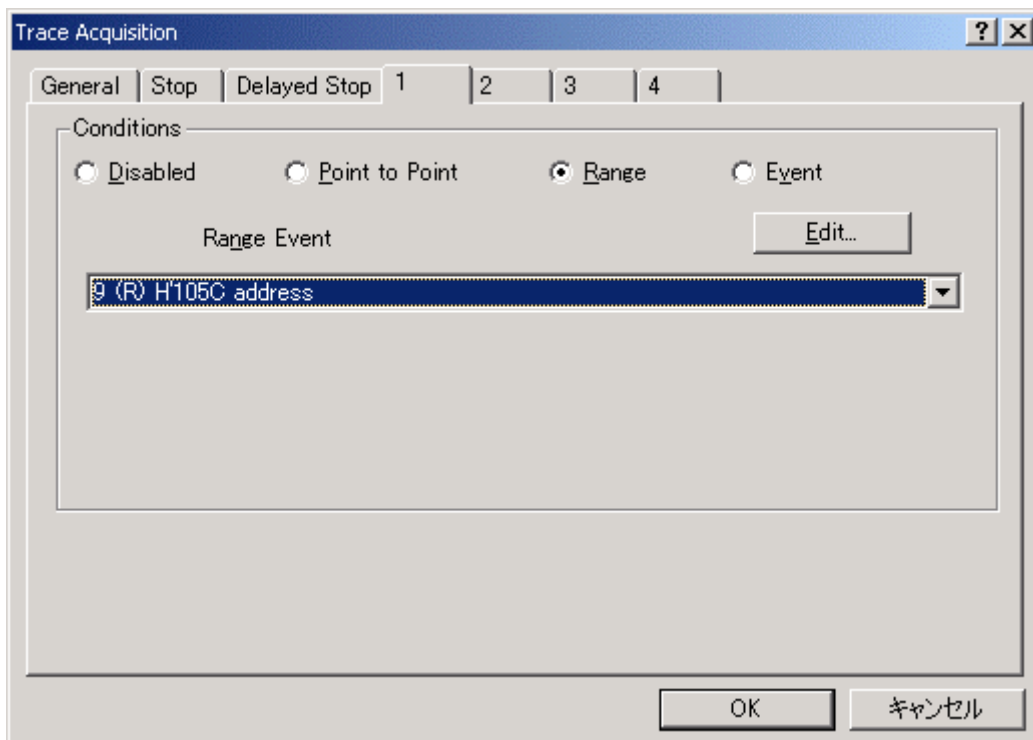 Trace Acquisition
General Stop Delayed Stop 1 2 3 4
Conditions
Disabled Point to Point Range Event
Range Event Edit...
9 (R) H'105C address
OK キャンセル